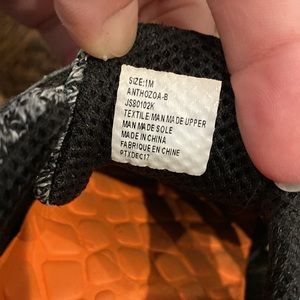 SIZE:1M
ANTHOZOA-B
JS80102K
TEXTILE MAN MADE UPPER
MAN MADE SOLE
MADE IN CHINA
FABRIQUE EN CHINE
PTXDEC17